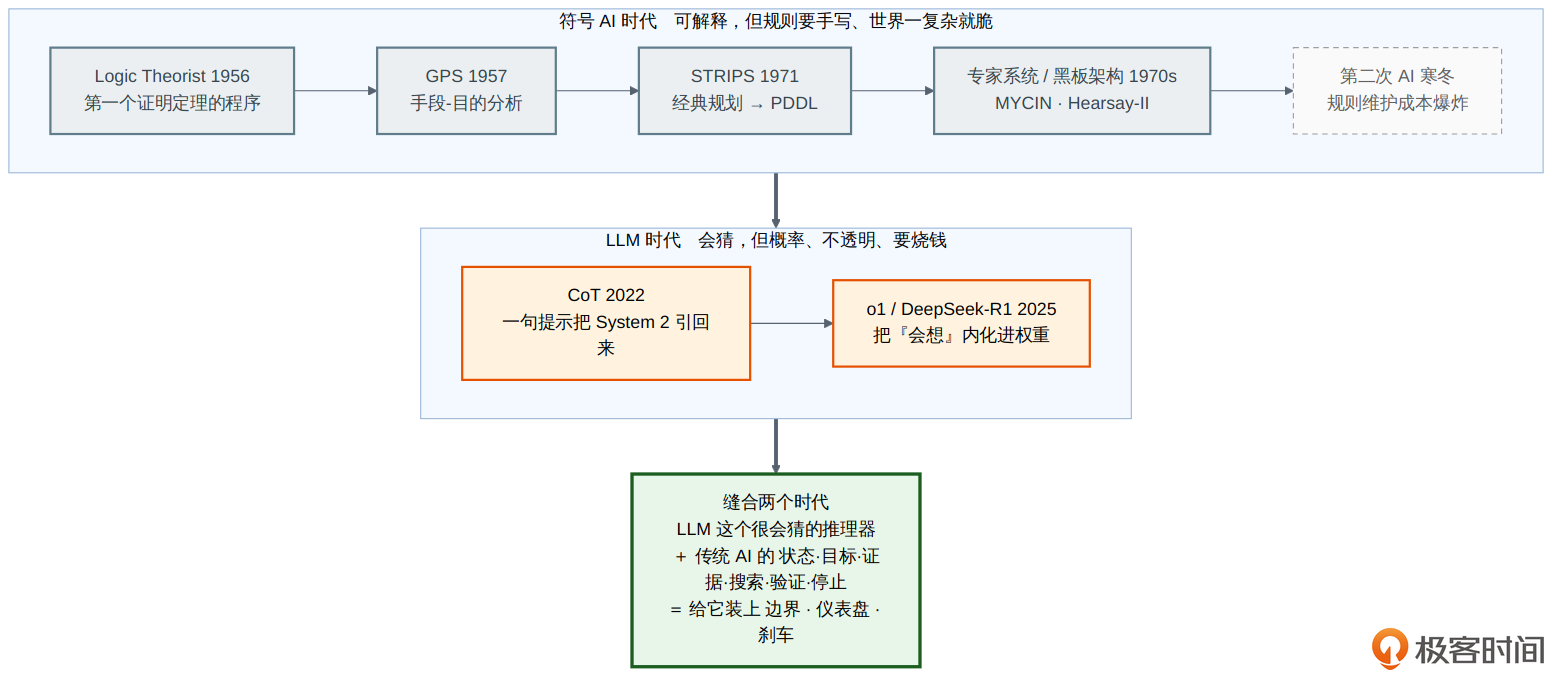 符号 AI 时代 可解释，但规则要手写、世界一复杂就脆
Logic Theorist 1956
第一个证明定理的程序
GPS 1957
手段-目的分析
STRIPS 1971
经典规划 → PDDL
专家系统 / 黑板架构 1970s
MYCIN · Hearsay-II
第二次 AI 寒冬
规则维护成本爆炸
LLM 时代 会猜，但概率、不透明、要烧钱
CoT 2022
一句提示把 System 2 引回
来
o1 / DeepSeek-R1 2025
把『会想』内化进权重
缝合两个时代
LLM 这个很会猜的推理器
＋ 传统 AI 的 状态·目标·证
据·搜索·验证·停止
＝ 给它装上 边界 · 仪表盘 ·
刹车
极客时间